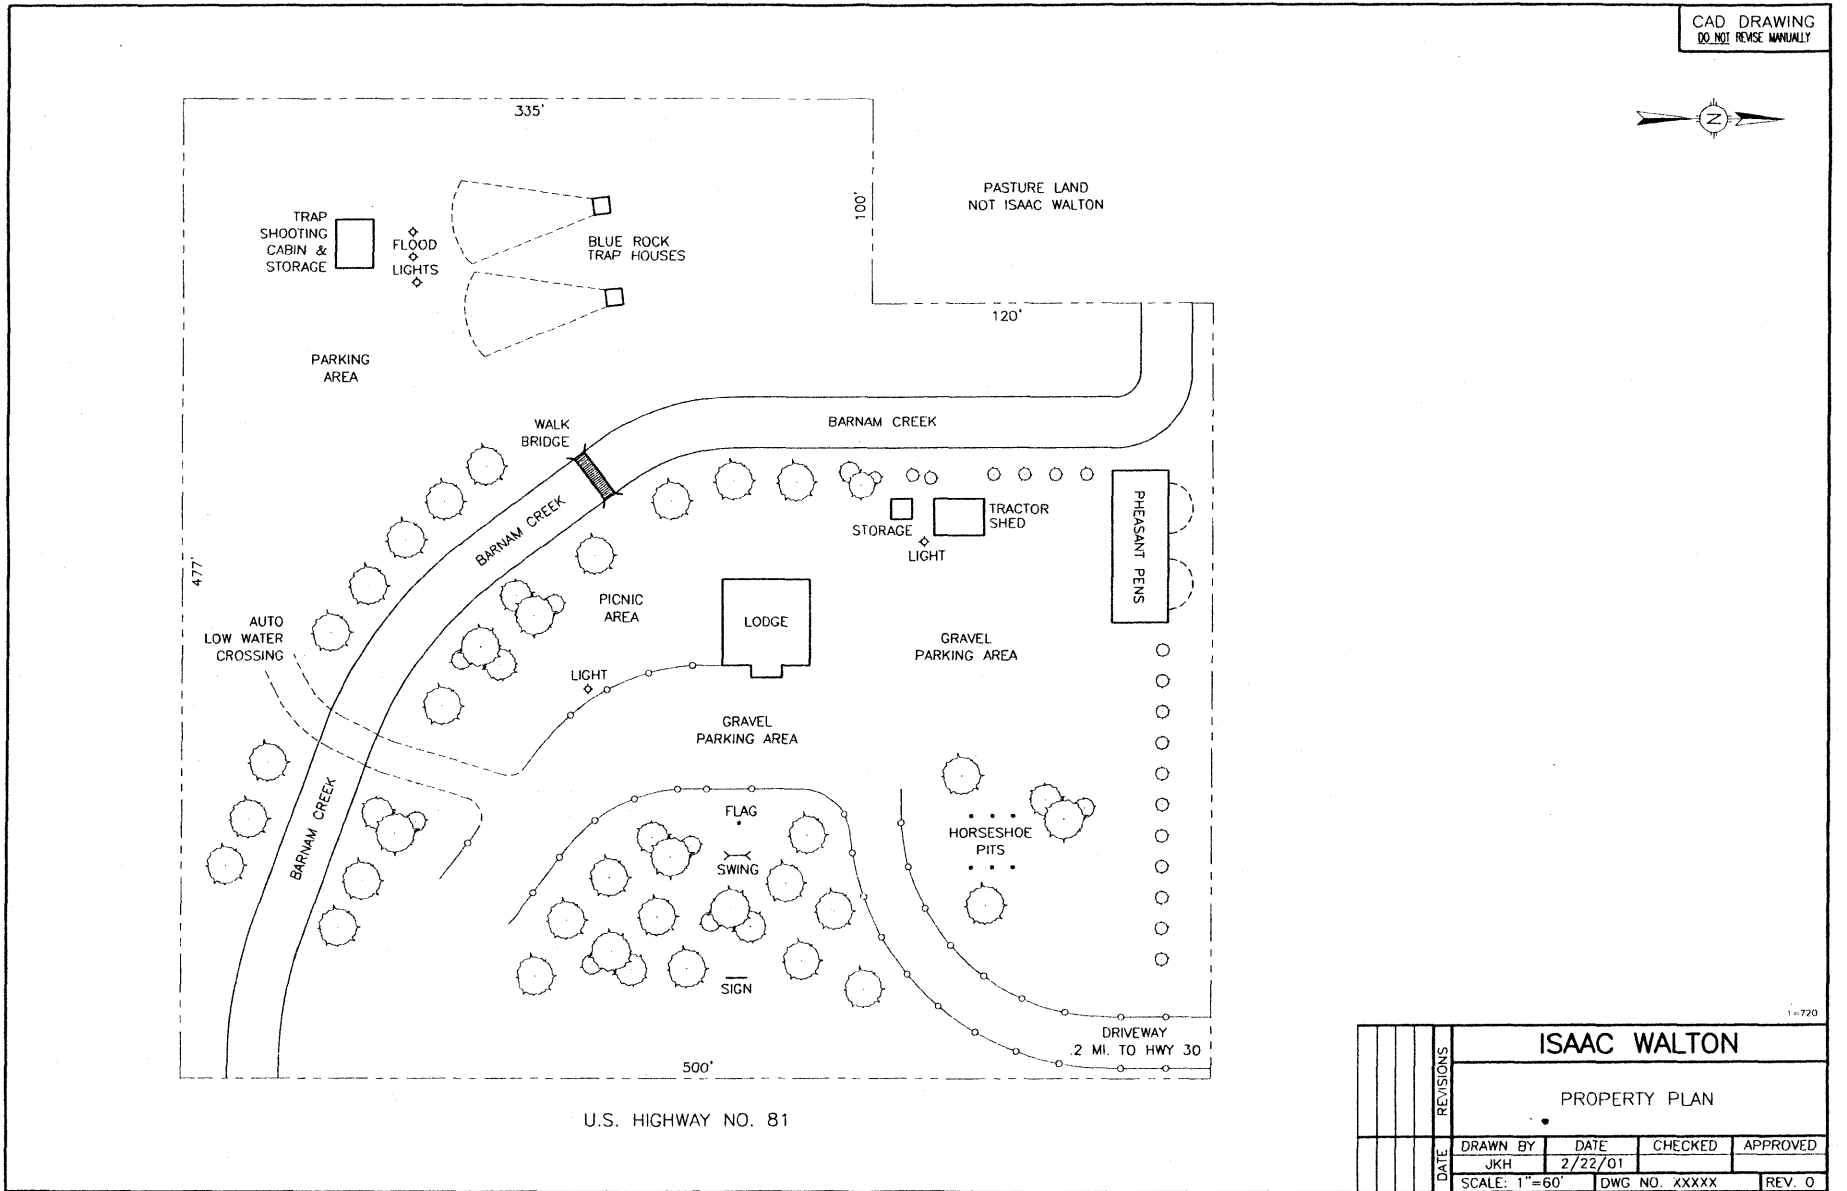 CAD DRAWING
DO NOT REVISE MANUALLY
N
335'
PASTURE LAND
NOT ISAAC WALTON
100'
TRAP
SHOOTING
CABIN &
STORAGE
FLOOD
LIGHTS
BLUE ROCK
TRAP HOUSES
120'
PARKING
AREA
BARNAM CREEK
WALK
BRIDGE
BARNAM CREEK
STORAGE
TRACTOR
SHED
LIGHT
PHEASANT PENS
477'
PICNIC
AREA
LODGE
AUTO
LOW WATER
CROSSING
GRAVEL
PARKING AREA
LIGHT
GRAVEL
PARKING AREA
BARNAM CREEK
FLAG
SWING
HORSESHOE
PITS
SIGN
DRIVEWAY
.2 MI. TO HWY 30
500'
U.S. HIGHWAY NO. 81
1=720
REVISIONS
DATE
ISAAC WALTON
PROPERTY PLAN
DRAWN BY DATE CHECKED APPROVED
JKH 2/22/01
SCALE: 1"=60' DWG NO. XXXXX REV. 0